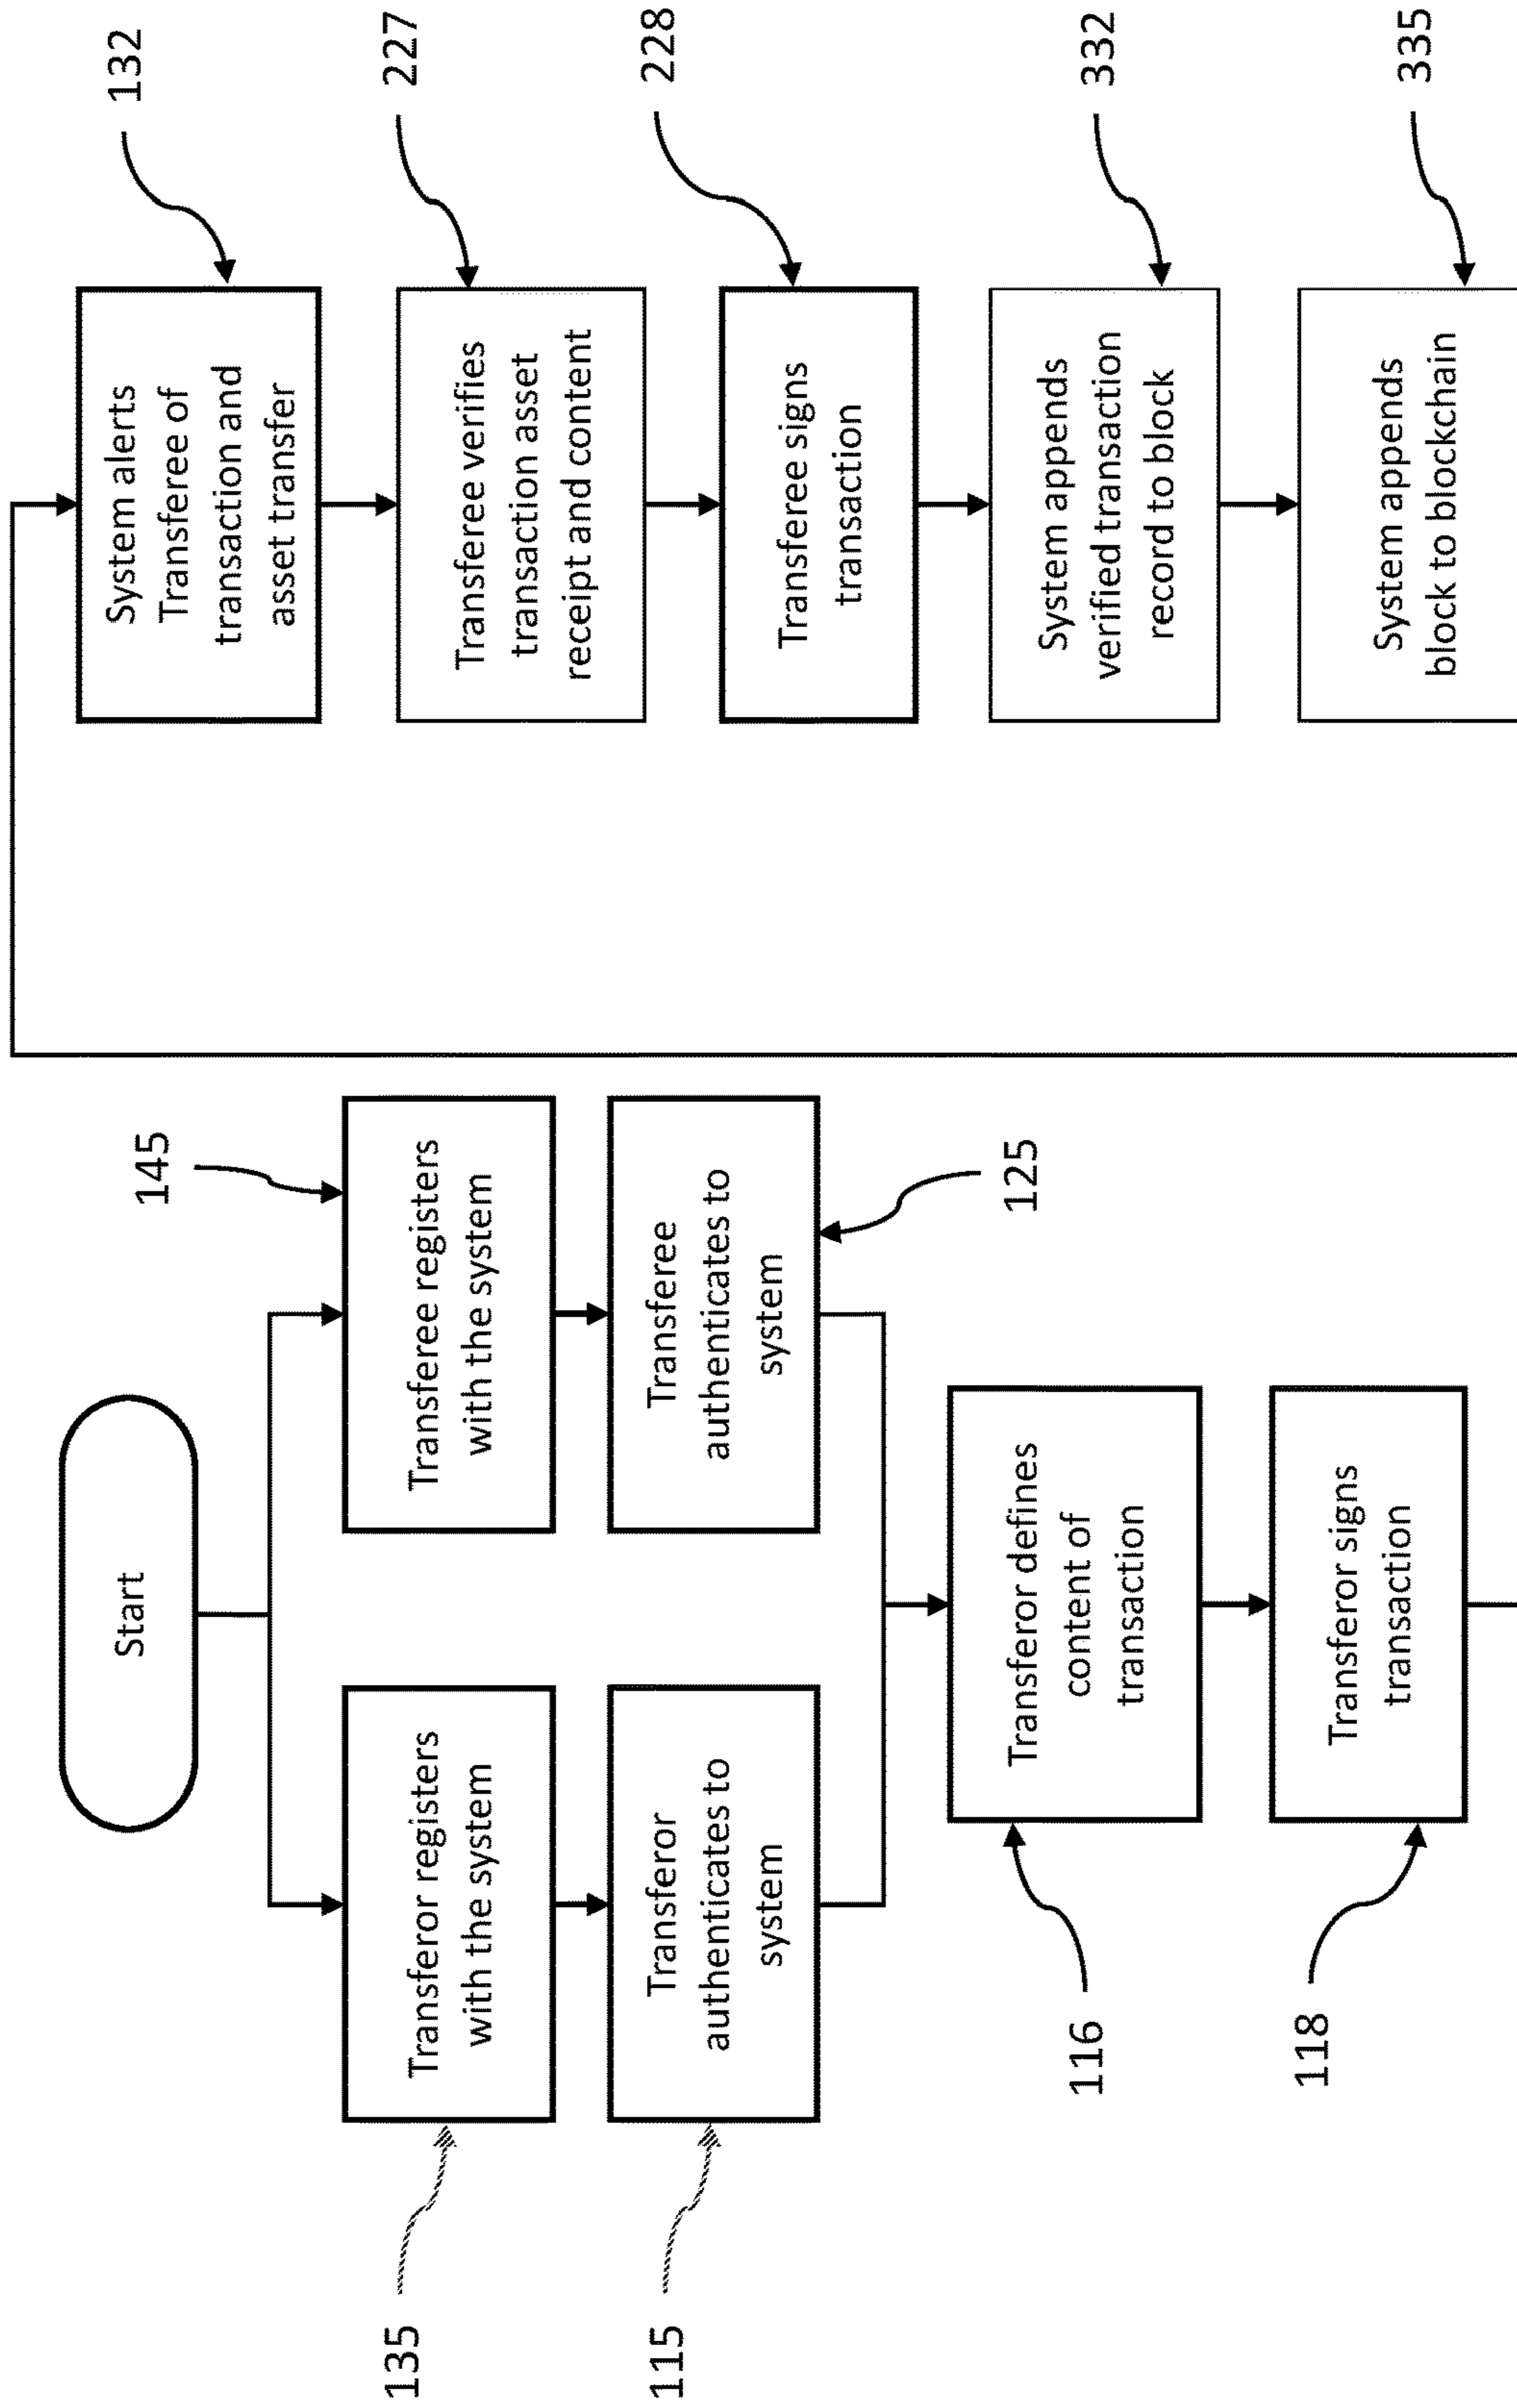 Start
135
Transferor registers
with the system
145
Transferee registers
with the system
115
Transferor
authenticates to
system
Transferee
authenticates to
system
125
116
Transferor defines
content of
transaction
118
Transferor signs
transaction
System alerts
Transferee of
transaction and
asset transfer
132
Transferee verifies
transaction asset
receipt and content
227
Transferee signs
transaction
228
System appends
verified transaction
record to block
332
System appends
block to blockchain
335